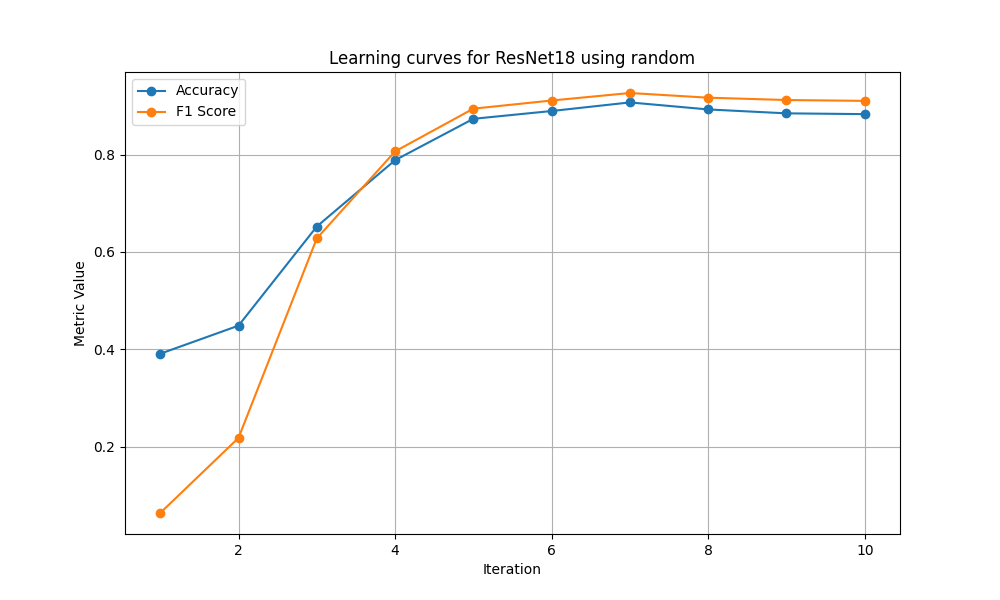 Learning curves for ResNet18 using random
Accuracy
F1 Score
Metric Value
0.8
0.6
0.4
0.2
2
4
6
8
10
Iteration